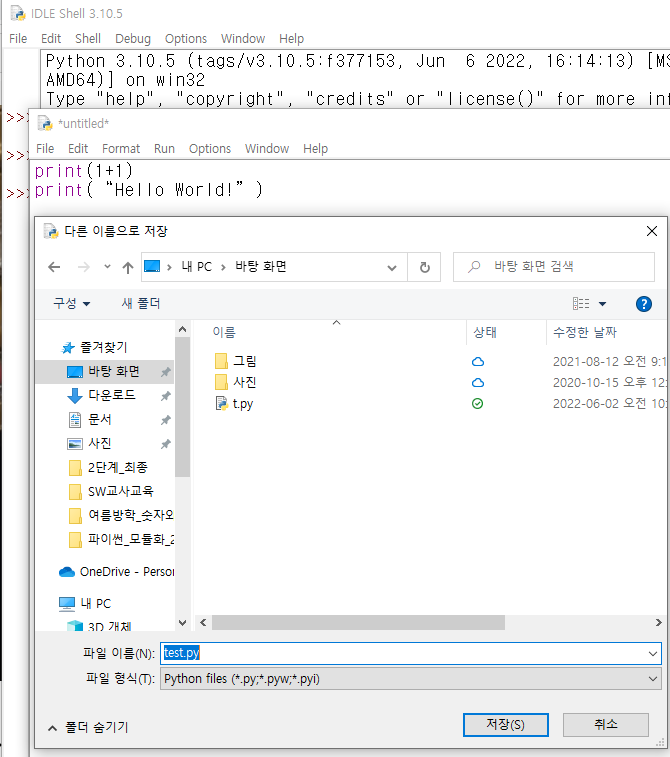 IDLE Shell 3.10.5
File Edit Shell Debug Options Window Help
Python 3.10.5 (tags/v3.10.5:f377153, Jun 6 2022, 16:14:13) [MS
AMD64)] on win32
Type "help", "copyright", "credits" or "license()" for more inf
>>>
*untitled*
>>>
File Edit Format Run Options Window Help
print(1+1)
>>>
print( “Hello World!” )
다른 이름으로 저장
내 PC › 바탕 화면
바탕 화면 검색
구성 새 폴더
이름 상태 수정한 날짜
즐겨찾기
바탕 화면
다운로드
문서
사진
2단계_최종
SW교사교육
여름방학_숫자와
파이썬_모듈화_2
OneDrive - Person
내 PC
3D 개체
그림 2021-08-12 오전 9:1
사진 2020-10-15 오후 12:
t.py 2022-06-02 오전 10:
파일 이름(N): test.py
파일 형식(T): Python files (*.py;*.pyw;*.pyi)
폴더 숨기기
저장(S) 취소